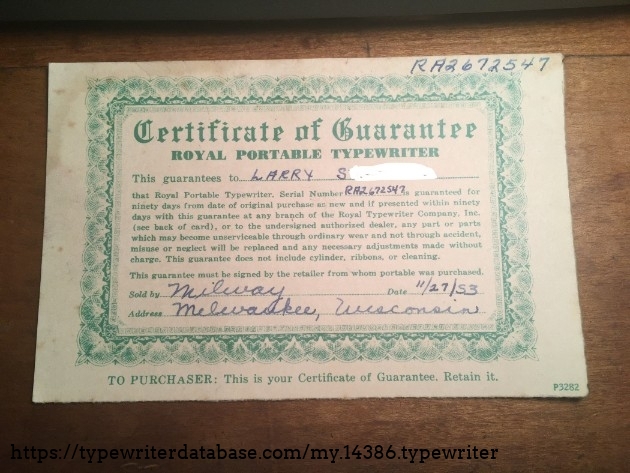 RA2672547
Certificate of Guarantee
ROYAL PORTABLE TYPEWRITER
This guarantees to LARRY S
that Royal Portable Typewriter. Serial Number RA2672547 is guaranteed for
ninety days from date of original purchase as new and if presented within ninety
days with this guarantee at any branch of the Royal Typewriter Company, Inc.
(see back of card), or to the undersigned authorized dealer, any part or parts
which may become unserviceable through ordinary wear and not through accident,
misuse or neglect will be replaced and any necessary adjustments made without
charge. This guarantee does not include cylinder, ribbons, or cleaning.
This guarantee must be signed by the retailer from whom portable was purchased.
Sold by Milway Date 11/27/53
Address Melwaukee, Wisconsin
TO PURCHASER: This is your Certificate of Guarantee. Retain it.
P3282
https://typewriterdatabase.com/my.14386.typewriter